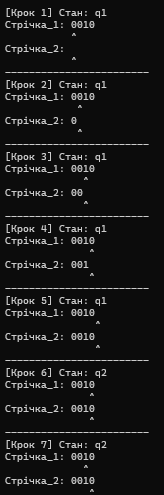 [Крок 1] Стан: q1
Стрічка_1: 0010
^
Стрічка_2:
^
------------------------
[Крок 2] Стан: q1
Стрічка_1: 0010
^
Стрічка_2: 0
^
------------------------
[Крок 3] Стан: q1
Стрічка_1: 0010
^
Стрічка_2: 00
^
------------------------
[Крок 4] Стан: q1
Стрічка_1: 0010
^
Стрічка_2: 001
^
------------------------
[Крок 5] Стан: q1
Стрічка_1: 0010
^
Стрічка_2: 0010
^
------------------------
[Крок 6] Стан: q2
Стрічка_1: 0010
^
Стрічка_2: 0010
^
------------------------
[Крок 7] Стан: q2
Стрічка_1: 0010
^
Стрічка_2: 0010
^